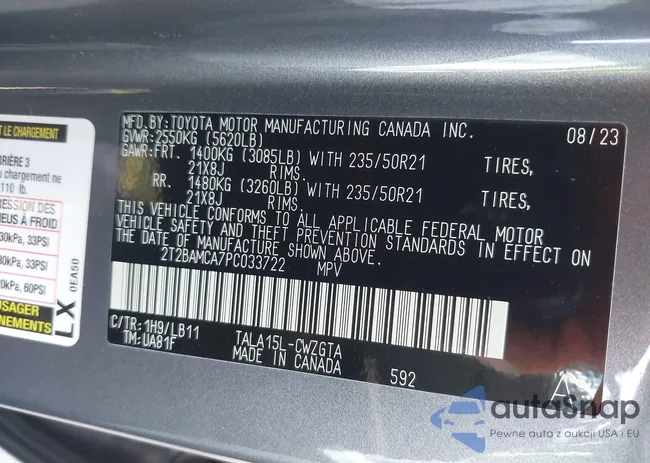 MFD.BY:TOYOTA MOTOR MANUFACTURING CANADA INC. 08/23
GVWR:2550KG (5620LB)
GAWR:FRT. 1400KG (3085LB) WITH 235/50R21 TIRES,
21X8J RIMS.
RR. 1480KG (3260LB) WITH 235/50R21 TIRES,
21X8J RIMS.
THIS VEHICLE CONFORMS TO ALL APPLICABLE FEDERAL MOTOR
VEHICLE SAFETY AND THEFT PREVENTION STANDARDS IN EFFECT ON
THE DATE OF MANUFACTURE SHOWN ABOVE.
2T2BAMCA7PC033722 MPV
C/TR:1H9/LB11 TALA15L-CWZGTA
TM:UA81F MADE IN CANADA
592
T LE CHARGEMENT
RRIÈRE 3
u chargement ne
110 lb.
RESSION DES
NEUS À FROID
30kPa, 33PSI
30kPa, 33PSI
20kPa, 60PSI
USAGER
NEMENTS
LX
0EA50
autoSnap
Pewne auta z aukcji USA i EU